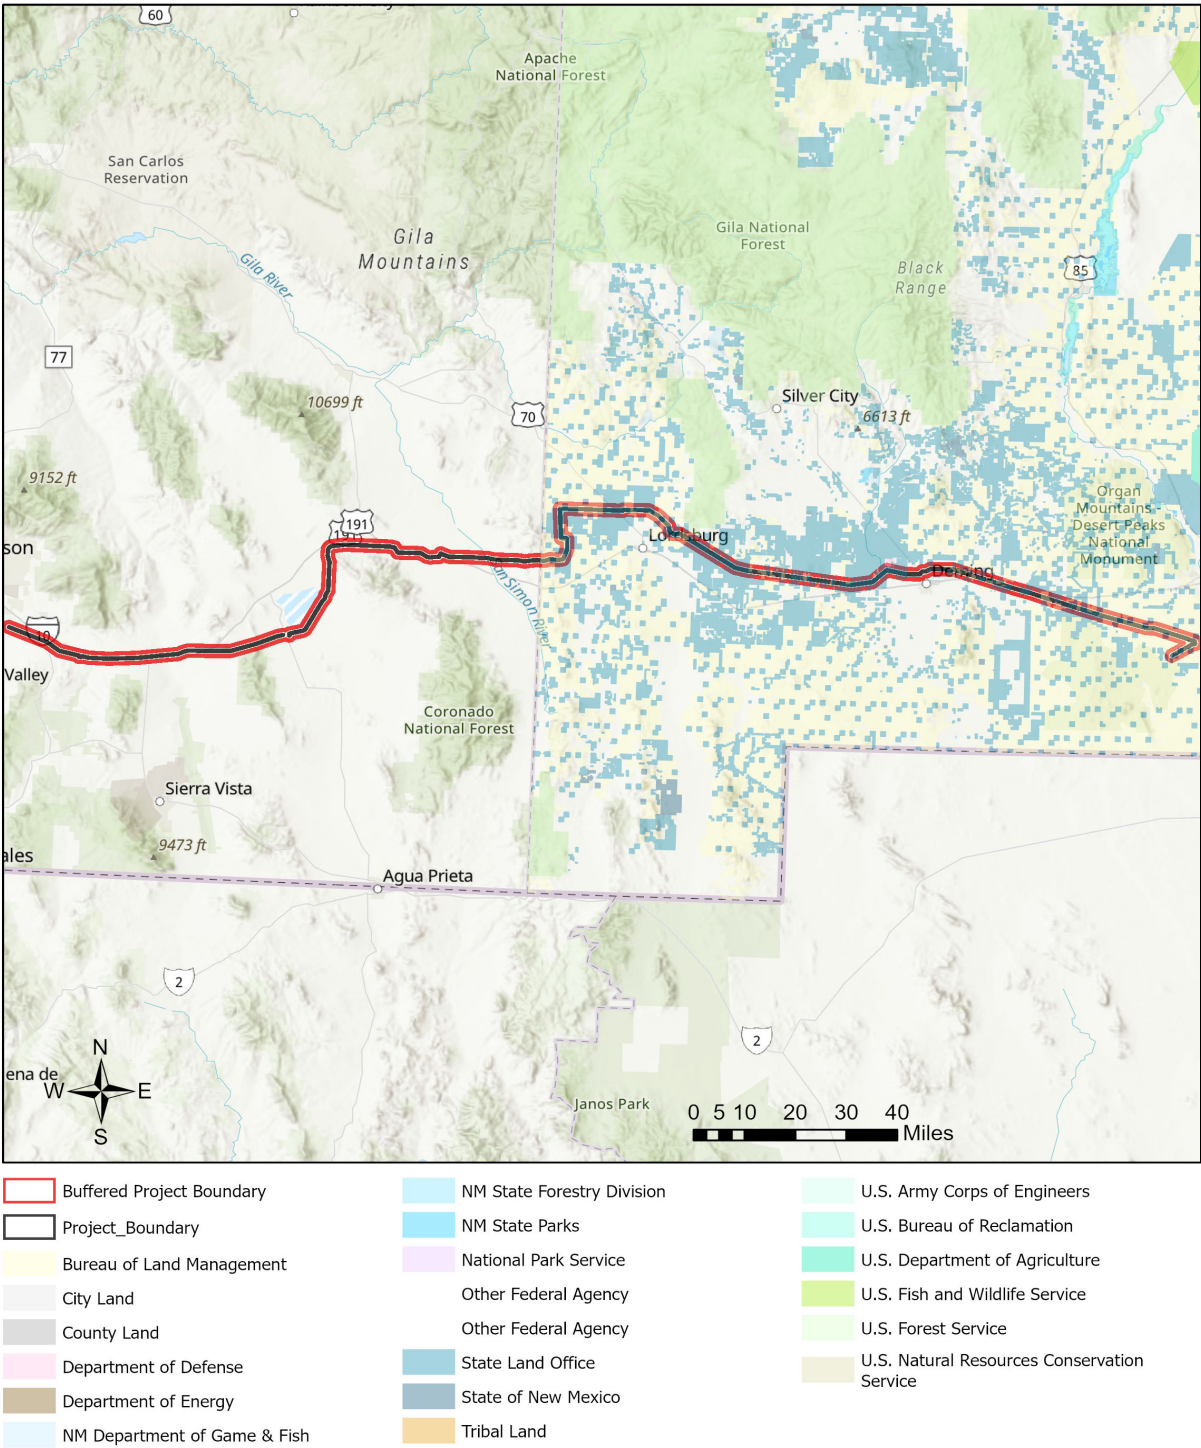 60
Apache
National Forest
San Carlos
Reservation
Gila
Mountains
Gila National
Forest
Black
Range
85
Gila River
77
10699 ft
70
Silver City
6613 ft
9152 ft
Organ
Mountains -
Desert Peaks
National
Monument
191
191
son
Lordsburg
Deming
San Simon River
10
Valley
Coronado
National Forest
Sierra Vista
9473 ft
ales
Agua Prieta
2
2
ena de
N
W
E
S
Janos Park
0 5 10 20 30 40
Miles
Buffered Project Boundary
Project_Boundary
Bureau of Land Management
City Land
County Land
Department of Defense
Department of Energy
NM Department of Game & Fish
NM State Forestry Division
NM State Parks
National Park Service
Other Federal Agency
Other Federal Agency
State Land Office
State of New Mexico
Tribal Land
U.S. Army Corps of Engineers
U.S. Bureau of Reclamation
U.S. Department of Agriculture
U.S. Fish and Wildlife Service
U.S. Forest Service
U.S. Natural Resources Conservation
Service